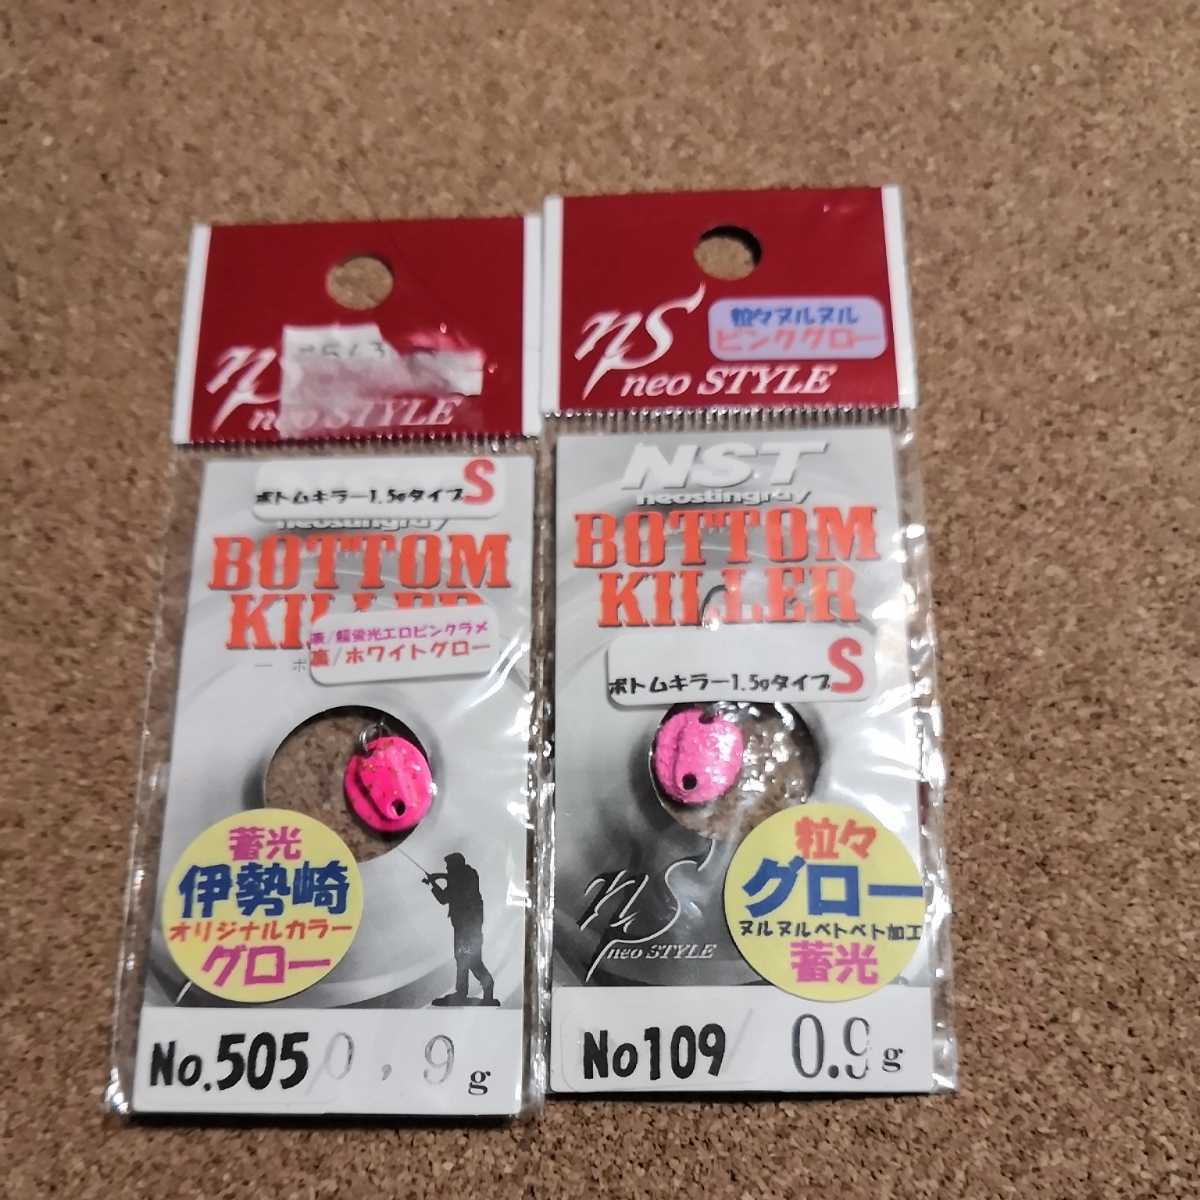 neo STYLE
ボトムキラー1.5gタイプS
neostingray
BOTTOM
表/超蛍光エロピンクラメ
裏/ホワイトグロー
蓄光
伊勢崎
オリジナルカラー
グロー
No.505
0.9g
粒々ヌルヌル
ピンクグロー
nS
neo STYLE
NST
neostingray
BOTTOM
KILLER
ボトムキラー1.5gタイプS
粒々
グロー
ヌルヌルベトベト加工
蓄光
nS
neo STYLE
No109
0.9g